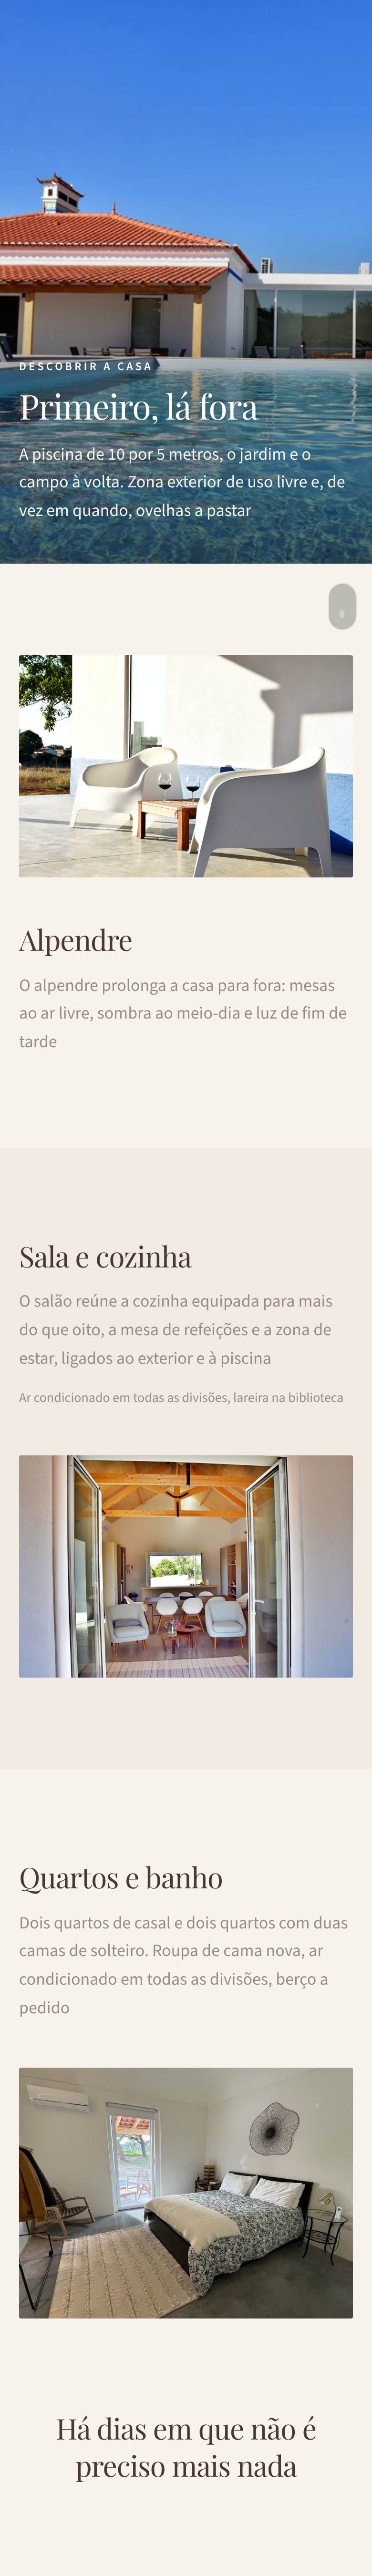 DESCOBRIR A CASA
Primeiro, lá fora
A piscina de 10 por 5 metros, o jardim e o
campo à volta. Zona exterior de uso livre e, de
vez em quando, ovelhas a pastar
Alpendre
O alpendre prolonga a casa para fora: mesas
ao ar livre, sombra ao meio-dia e luz de fim de
tarde
Sala e cozinha
O salão reúne a cozinha equipada para mais
do que oito, a mesa de refeições e a zona de
estar, ligados ao exterior e à piscina
Ar condicionado em todas as divisões, lareira na biblioteca
Quartos e banho
Dois quartos de casal e dois quartos com duas
camas de solteiro. Roupa de cama nova, ar
condicionado em todas as divisões, berço a
pedido
Há dias em que não é
preciso mais nada